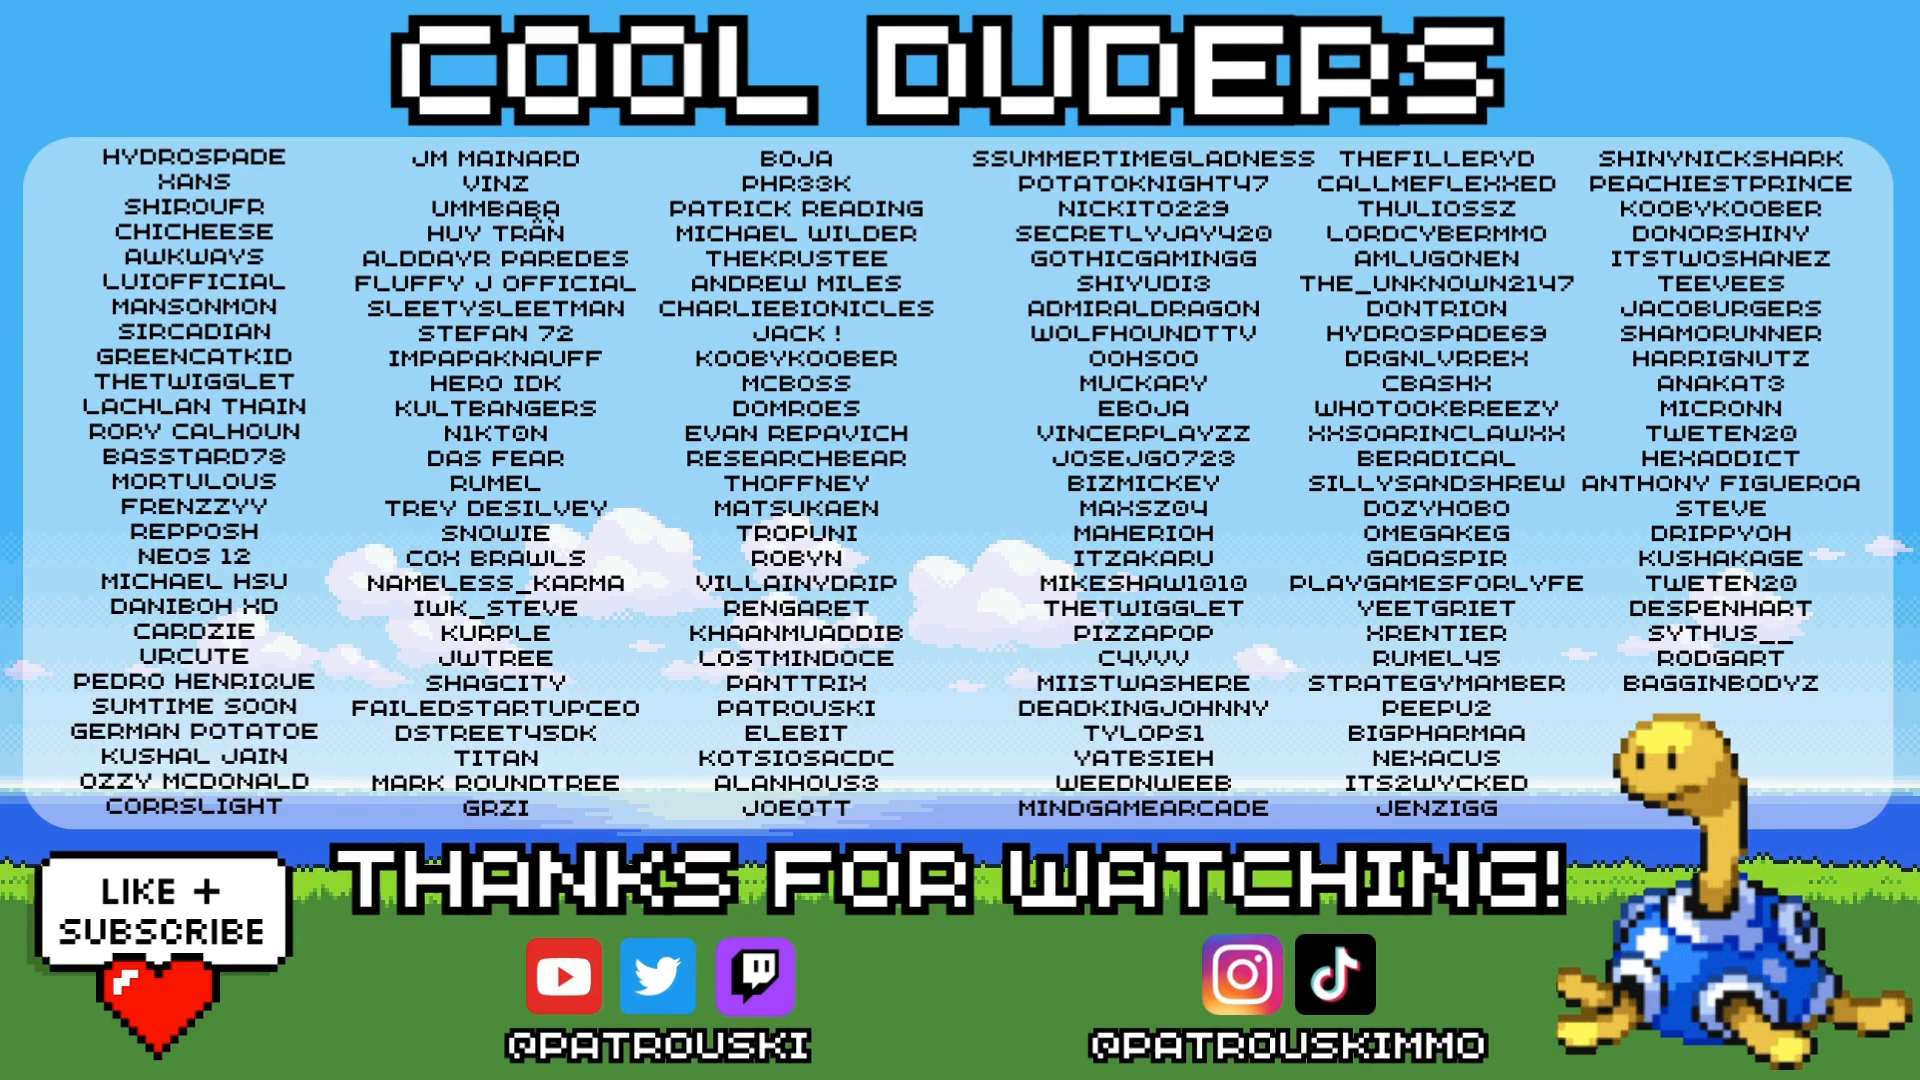 COOL DUDERS
HYDROSPADE
XANS
SHIROUFR
CHICHEESE
AWKWAYS
LUIOFFICIAL
MANSONMON
SIRCADIAN
GREENCATKID
THETWIGGLET
LACHLAN THAIN
RORY CALHOUN
BASSTARD78
MORTULOUS
FRENZZYY
REPPOSH
NEOS 12
MICHAEL HSU
DANIBOH XD
CARDZIE
URCUTE
PEDRO HENRIQUE
SUMTIME SOON
GERMAN POTATOE
KUSHAL JAIN
OZZY MCDONALD
CORRSLIGHT
JM MAINARD
VINZ
UMMBABA
HUY TRẦN
ALDDAYR PAREDES
FLUFFY J OFFICIAL
SLEETYSLEETMAN
STEFAN 72
IMPAPAKNAUFF
HERO IDK
KULTBANGERS
N1KT0N
DAS FEAR
RUMEL
TREY DESILVEY
SNOWIE
COX BRAWLS
NAMELESS_KARMA
IWK_STEVE
KURPLE
JWTREE
SHAGCITY
FAILEDSTARTUPCEO
DSTREET4SDK
TITAN
MARK ROUNDTREE
GRZI
BOJA
PHR33K
PATRICK READING
MICHAEL WILDER
THEKRUSTEE
ANDREW MILES
CHARLIEBIONICLES
JACK !
KOOBYKOOBER
MCBOSS
DOMROES
EVAN REPAVICH
RESEARCHBEAR
THOFFNEY
MATSUKAEN
TROPUNI
ROBYN
VILLAINYDRIP
RENGARET
KHAANMUADDIB
LOSTMINDOCE
PANTTRIX
PATROUSKI
ELEBIT
KOTSIOSACDC
ALANHOUS3
JOEOTT
SSUMMERTIMEGLADNESS
POTATOKNIGHT47
NICKITO229
SECRETLYJAY420
GOTHICGAMINGG
SHIYUDI3
ADMIRALDRAGON
WOLFHOUNDTTV
OOHSOO
MUCKARY
EBOJA
VINCERPLAYZZ
JOSEJGO723
BIZMICKEY
MAXSZ04
MAHERIOH
ITZAKARU
MIKESHAW1010
THETWIGGLET
PIZZAPOP
C4VVV
MIISTWASHERE
DEADKINGJOHNNY
TYLOPS1
YATBSIEH
WEEDNWEEB
MINDGAMEARCADE
THEFILLERYD
CALLMEFLEXXED
THULIOSSZ
LORDCYBERMMO
AMLUGONEN
THE_UNKNOWN2147
DONTRION
HYDROSPADE69
DRGNLVRREX
CBASHX
WHOTOOKBREEZY
XXSOARINCLAWXX
BERADICAL
SILLYSANDSHREW
DOZYHOBO
OMEGAKEG
GADASPIR
PLAYGAMESFORLYFE
YEETGRIET
XRENTIER
RUMEL45
STRATEGYMAMBER
PEEPU2
BIGPHARMAA
NEXACUS
ITS2WYCKED
JENZIGG
SHINYNICKSHARK
PEACHIESTPRINCE
KOOBYKOOBER
DONORSHINY
ITSTWOSHANEZ
TEEVEES
JACOBURGERS
SHAMORUNNER
HARRIGNUTZ
ANAKAT3
MICRONN
TWETEN20
HEXADDICT
ANTHONY FIGUEROA
STEVE
DRIPPYOH
KUSHAKAGE
TWETEN20
DESPENHART
SYTHUS__
RODGART
BAGGINBODYZ
THANKS FOR WATCHING!
LIKE +
SUBSCRIBE
@PATROUSKI
@PATROUSKIMMO